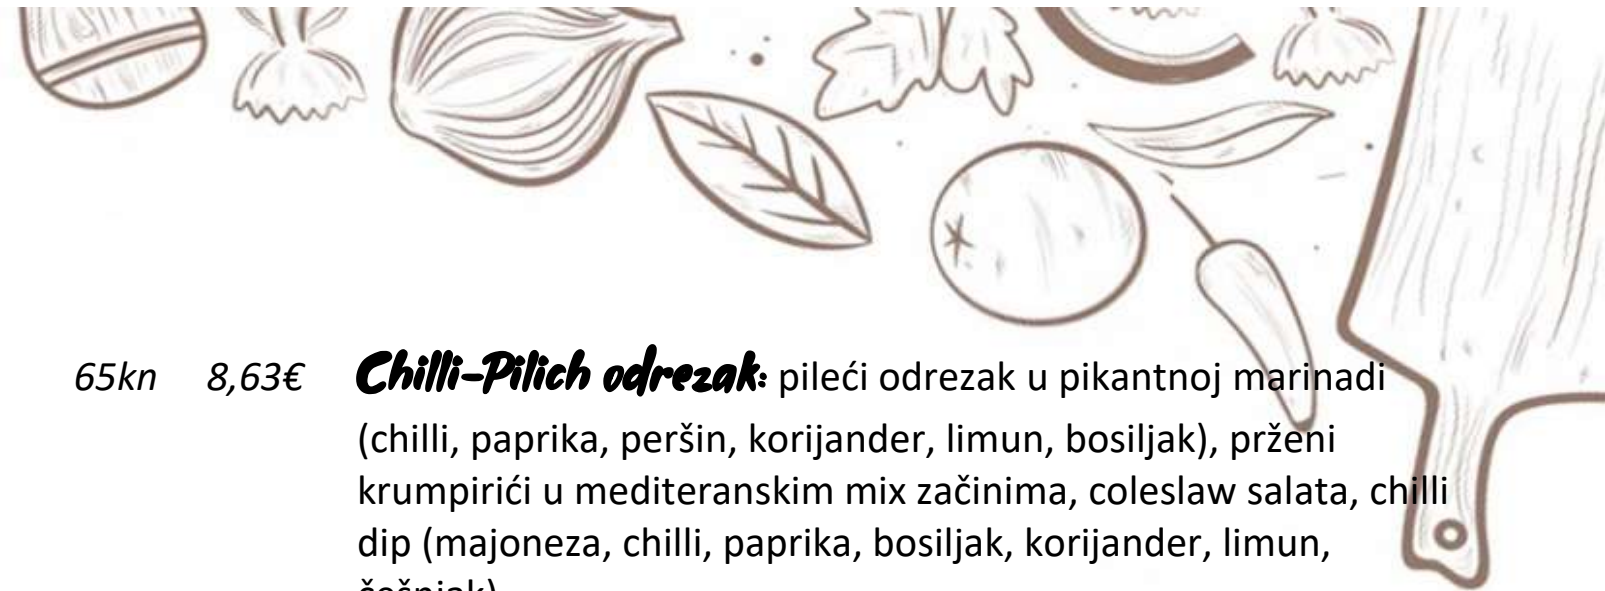 65kn 8,63€ Chilli-Pilich odrezak: pileći odrezak u pikantnoj marinadi
(chilli, paprika, peršin, korijander, limun, bosiljak), prženi
krumpirići u mediteranskim mix začinima, coleslaw salata, chilli
dip (majoneza, chilli, paprika, bosiljak, korijander, limun,
češnjak)